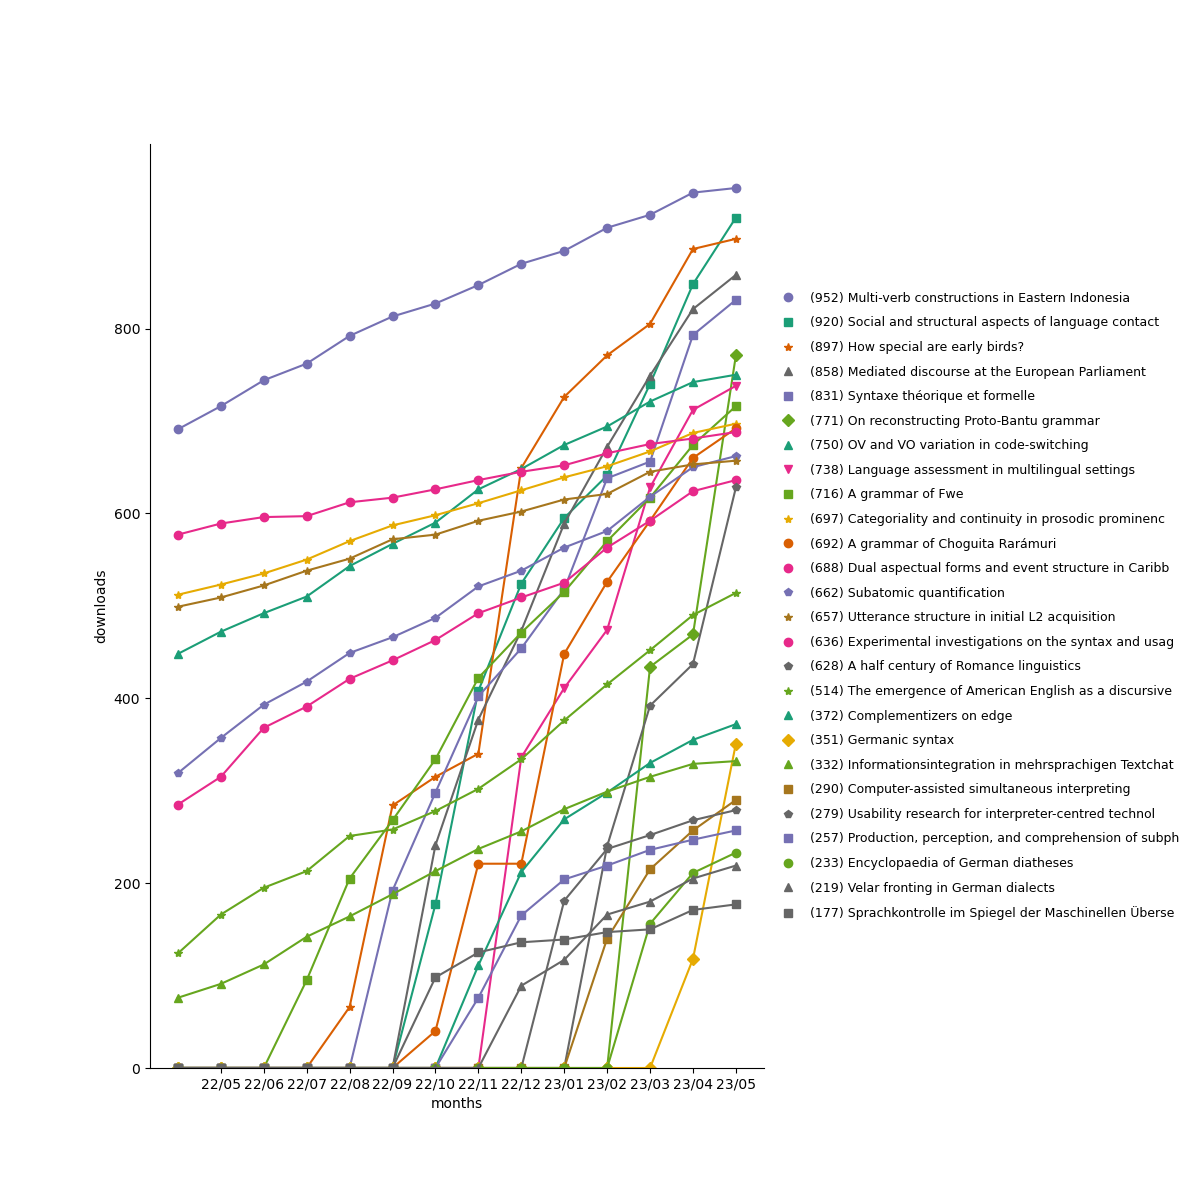 800
600
400
200
0
downloads
22/05 22/06 22/07 22/08 22/09 22/10 22/11 22/12 23/01 23/02 23/03 23/04 23/05
months
(952) Multi-verb constructions in Eastern Indonesia
(920) Social and structural aspects of language contact
(897) How special are early birds?
(858) Mediated discourse at the European Parliament
(831) Syntaxe théorique et formelle
(771) On reconstructing Proto-Bantu grammar
(750) OV and VO variation in code-switching
(738) Language assessment in multilingual settings
(716) A grammar of Fwe
(697) Categoriality and continuity in prosodic prominenc
(692) A grammar of Choguita Rarámuri
(688) Dual aspectual forms and event structure in Caribb
(662) Subatomic quantification
(657) Utterance structure in initial L2 acquisition
(636) Experimental investigations on the syntax and usag
(628) A half century of Romance linguistics
(514) The emergence of American English as a discursive
(372) Complementizers on edge
(351) Germanic syntax
(332) Informationsintegration in mehrsprachigen Textchat
(290) Computer-assisted simultaneous interpreting
(279) Usability research for interpreter-centred technol
(257) Production, perception, and comprehension of subph
(233) Encyclopaedia of German diatheses
(219) Velar fronting in German dialects
(177) Sprachkontrolle im Spiegel der Maschinellen Überse